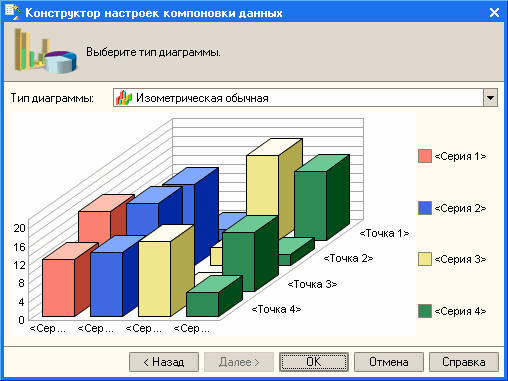 Конструктор настроек компоновки данных
Выберите тип диаграммы.
Тип диаграммы: Изометрическая обычная
<Серия 1>
<Серия 2>
<Серия 3>
<Серия 4>
20
16
12
8
4
0
<Точка 1>
<Точка 2>
<Точка 3>
<Точка 4>
<Сер... <Сер... <Сер... <Сер...
< Назад Далее > OK Отмена Справка